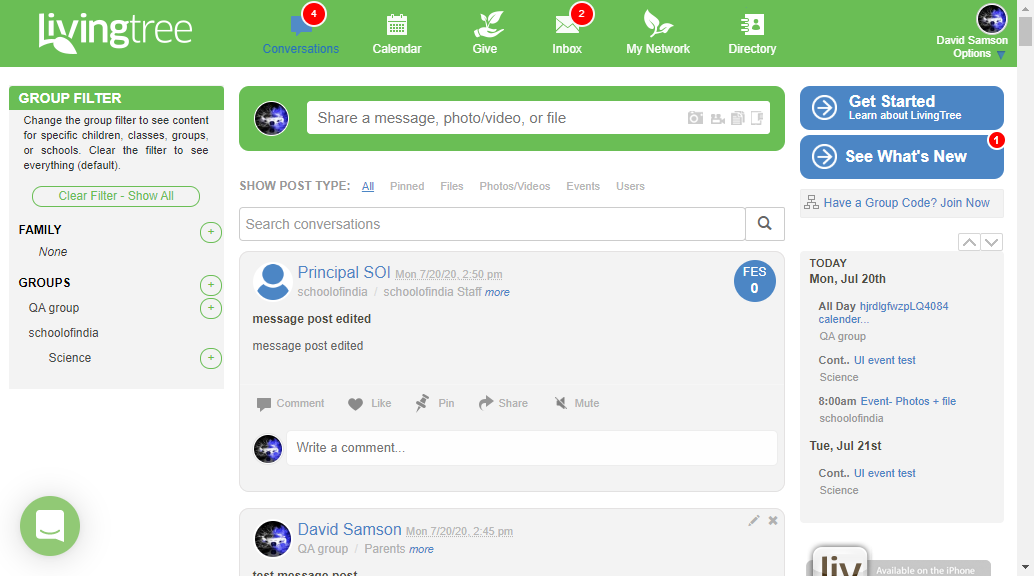 livingtree
4
Conversations
Calendar
Give
2
Inbox
My Network
Directory
David Samson
Options
GROUP FILTER
Change the group filter to see content
for specific children, classes, groups,
or schools. Clear the filter to see
everything (default).
Clear Filter - Show All
FAMILY
+
None
GROUPS
+
QA group
+
schoolofindia
Science
+
Share a message, photo/video, or file
SHOW POST TYPE: All Pinned Files Photos/Videos Events Users
Search conversations
Principal SOI Mon 7/20/20, 2:50 pm
schoolofindia / schoolofindia Staff more
FES
0
message post edited
message post edited
Comment Like Pin Share Mute
Write a comment...
David Samson Mon 7/20/20, 2:45 pm
QA group / Parents more
test message post
Get Started
Learn about LivingTree
1
See What's New
Have a Group Code? Join Now
TODAY
Mon, Jul 20th
All Day hjrdlgfwzpLQ4084
calender...
QA group
Cont.. UI event test
Science
8:00am Event- Photos + file
schoolofindia
Tue, Jul 21st
Cont.. UI event test
Science
liv
Available on the iPhone